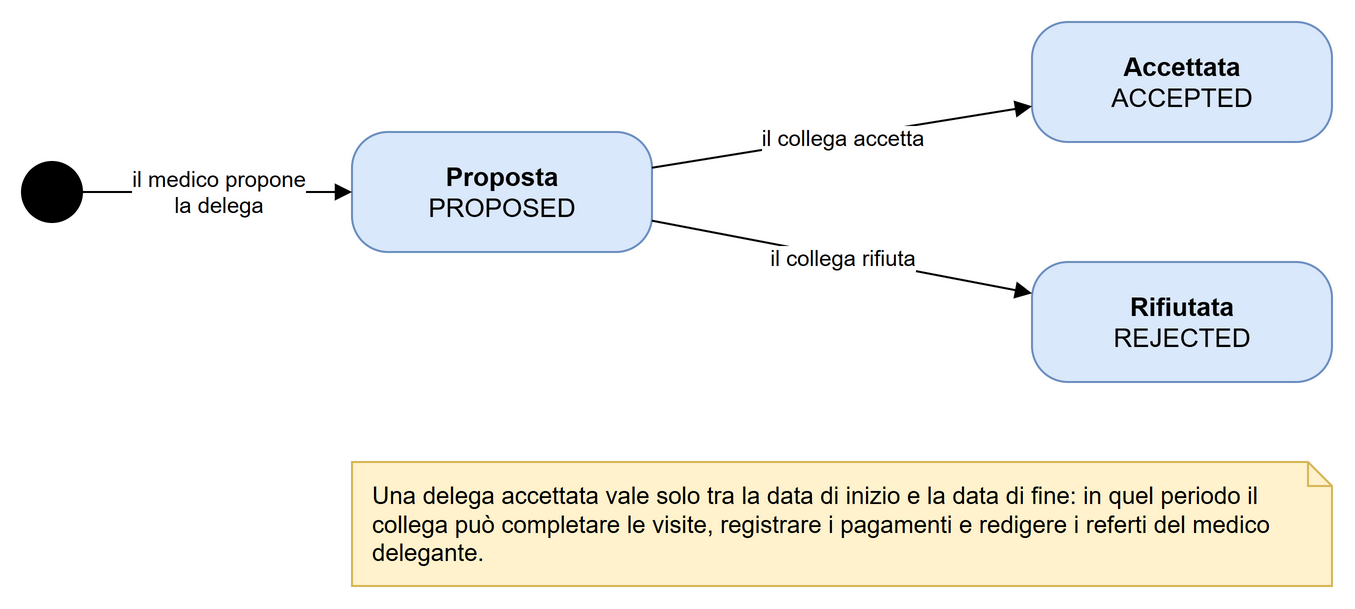 il medico propone
la delega
Proposta
PROPOSED
il collega accetta
Accettata
ACCEPTED
il collega rifiuta
Rifiutata
REJECTED
Una delega accettata vale solo tra la data di inizio e la data di fine: in quel periodo il
collega può completare le visite, registrare i pagamenti e redigere i referti del medico
delegante.